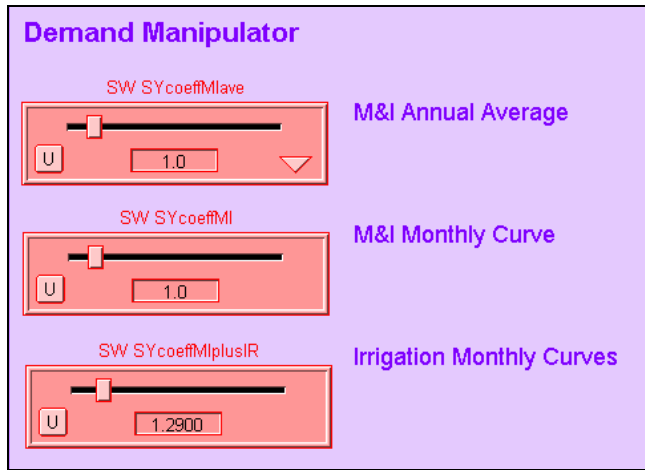 Demand Manipulator
SW SYcoeffMIave
M&I Annual Average
U
1.0
SW SYcoeffMI
M&I Monthly Curve
U
1.0
SW SYcoeffMIplusIR
Irrigation Monthly Curves
U
1.2900